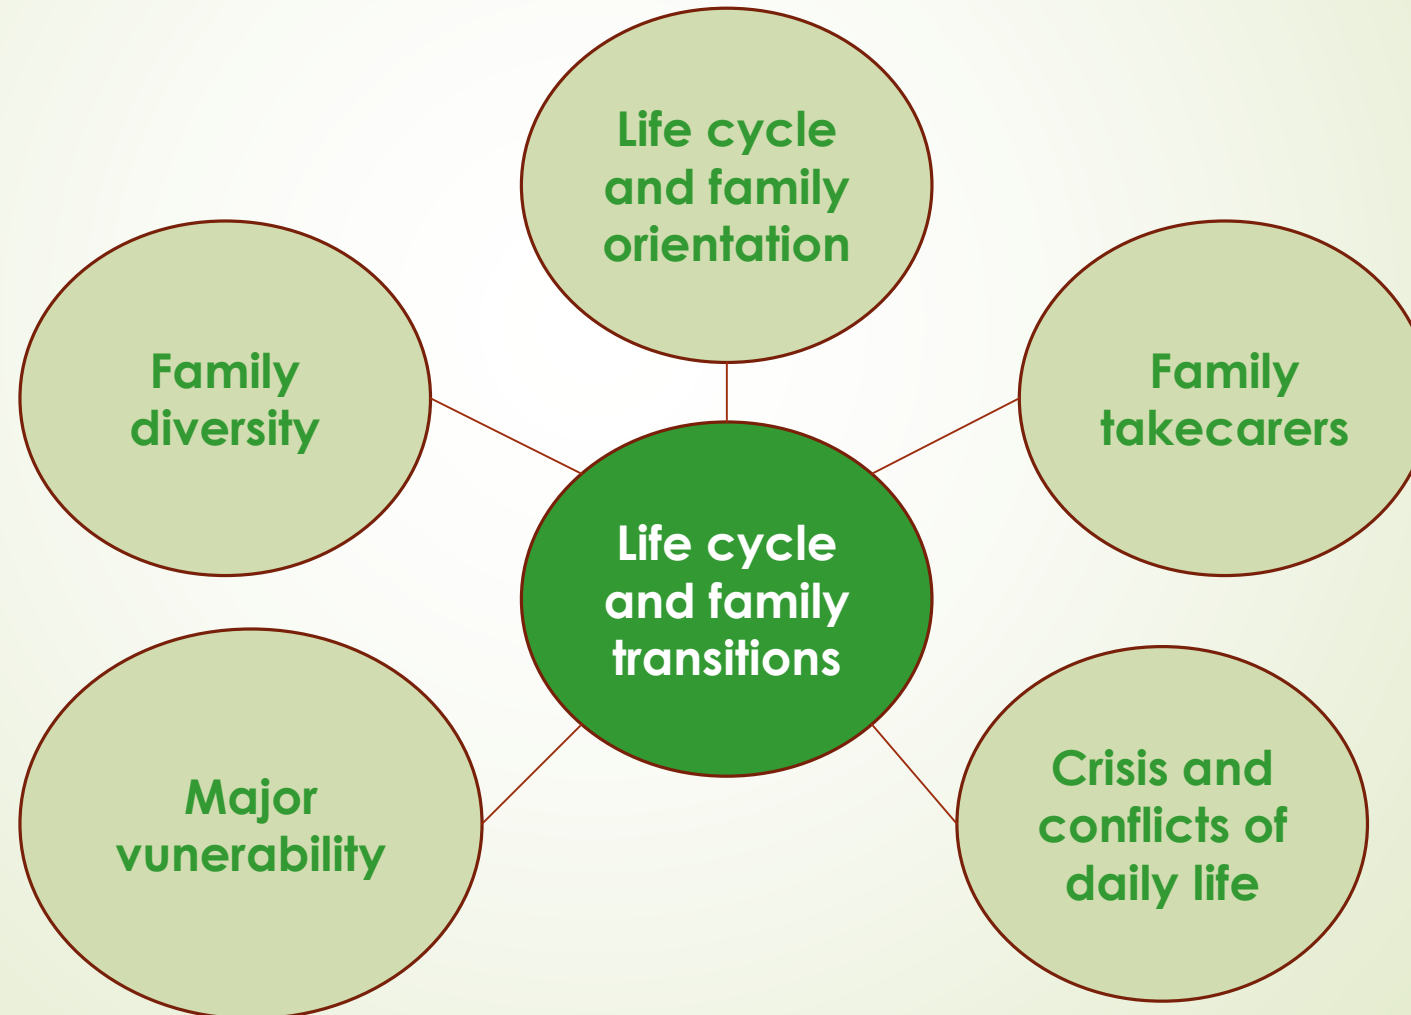 Life cycle
and family
orientation
Family
diversity
Family
takecarers
Life cycle
and family
transitions
Major
vunerability
Crisis and
conflicts of
daily life